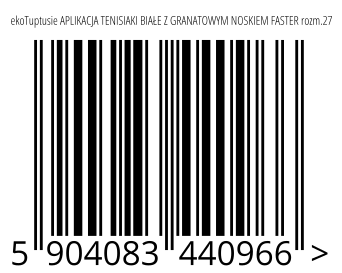 ekoTuptusie APLIKACJA TENISIAKI BIAŁE Z GRANATOWYM NOSKIEM FASTER rozm.27
5 904083 440966 >